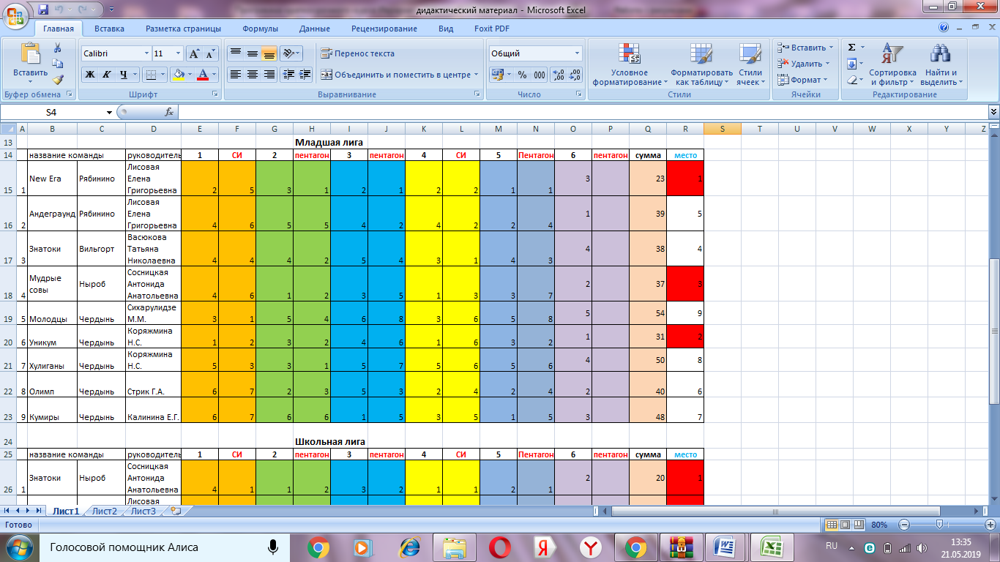 дидактический материал - Microsoft Excel
Главная Вставка Разметка страницы Формулы Данные Рецензирование Вид Foxit PDF
Вставить
Буфер обмена
Calibri 11
Ж К Ч
Шрифт
Перенос текста
Объединить и поместить в центре
Выравнивание
Общий
% 000
Число
Условное форматирование
Форматировать как таблицу
Стили ячеек
Стили
Вставить
Удалить
Формат
Ячейки
Сортировка и фильтр
Найти и выделить
Редактирование
S4 fx
A B C D E F G H I J K L M N O P Q R S T U V W X Y Z
13 Младшая лига
14 название команды руководитель 1 СИ 2 пентагон 3 пентагон 4 СИ 5 Пентагон 6 пентагон сумма место
15 1 New Era Рябинино Лисовая Елена Григорьевна 2 5 3 1 2 1 2 2 1 1 3 23 1
16 2 Андеграунд Рябинино Лисовая Елена Григорьевна 4 6 5 5 4 2 4 2 2 4 1 39 5
17 3 Знатоки Вильгорт Васюкова Татьяна Николаевна 4 4 4 2 5 4 3 1 4 3 4 38 4
18 4 Мудрые совы Ныроб Сосницкая Антонида Анатольевна 4 6 1 2 3 5 1 3 3 7 2 37 3
19 5 Молодцы Чердынь Сихарулидзе М.М. 3 1 5 4 6 8 3 6 5 8 5 54 9
20 6 Уникум Чердынь Коряжмина Н.С. 1 2 3 2 4 6 1 6 3 2 1 31 2
21 7 Хулиганы Чердынь Коряжмина Н.С. 5 3 3 1 5 7 5 6 5 6 4 50 8
22 8 Олимп Чердынь Стрик Г.А. 6 7 2 3 5 3 2 4 2 4 2 40 6
23 9 Кумиры Чердынь Калинина Е.Г. 6 7 6 6 1 5 3 5 1 5 3 48 7
24 Школьная лига
25 название команды руководитель 1 СИ 2 пентагон 3 пентагон 4 СИ 5 Пентагон 6 пентагон сумма место
26 1 Знатоки Ныроб Сосницкая Антонида Анатольевна 4 1 1 2 3 2 1 1 2 1 2 20 1
Лисовая
Лист1 Лист2 Лист3
Готово 80%
Голосовой помощник Алиса
RU 13:35
21.05.2019